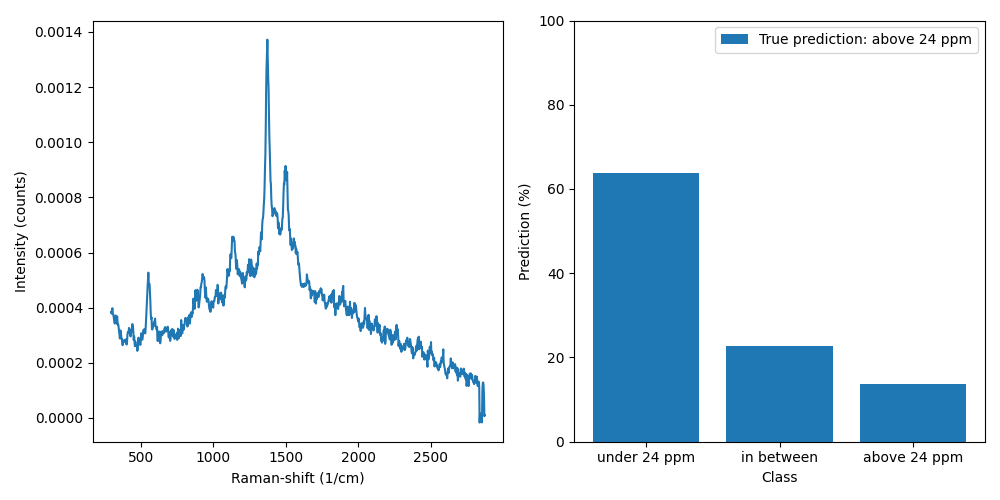 0.0014
0.0012
0.0010
0.0008
0.0006
0.0004
0.0002
0.0000
Intensity (counts)
500
1000
1500
2000
2500
Raman-shift (1/cm)
100
80
60
40
20
0
Prediction (%)
True prediction: above 24 ppm
under 24 ppm
in between
above 24 ppm
Class